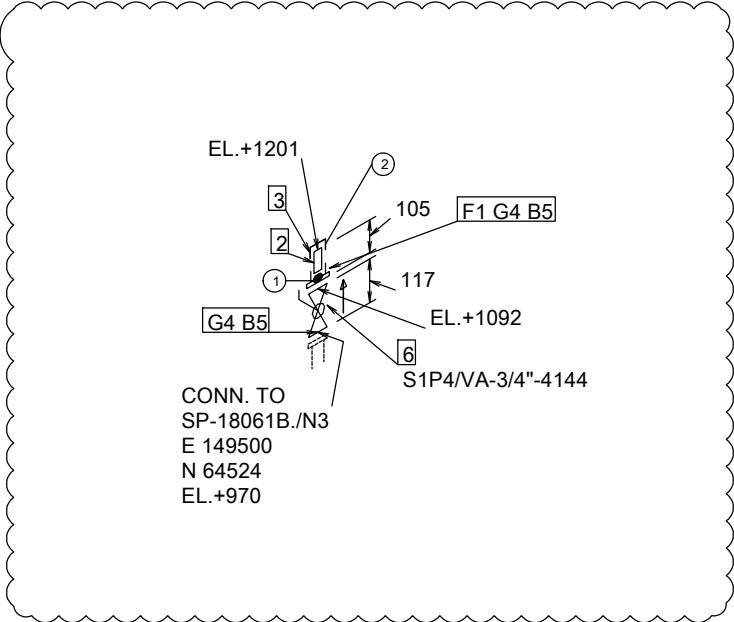 EL.+1201
2
3
105
F1 G4 B5
2
1
117
EL.+1092
G4 B5
6
S1P4/VA-3/4"-4144
CONN. TO
SP-18061B./N3
E 149500
N 64524
EL.+970